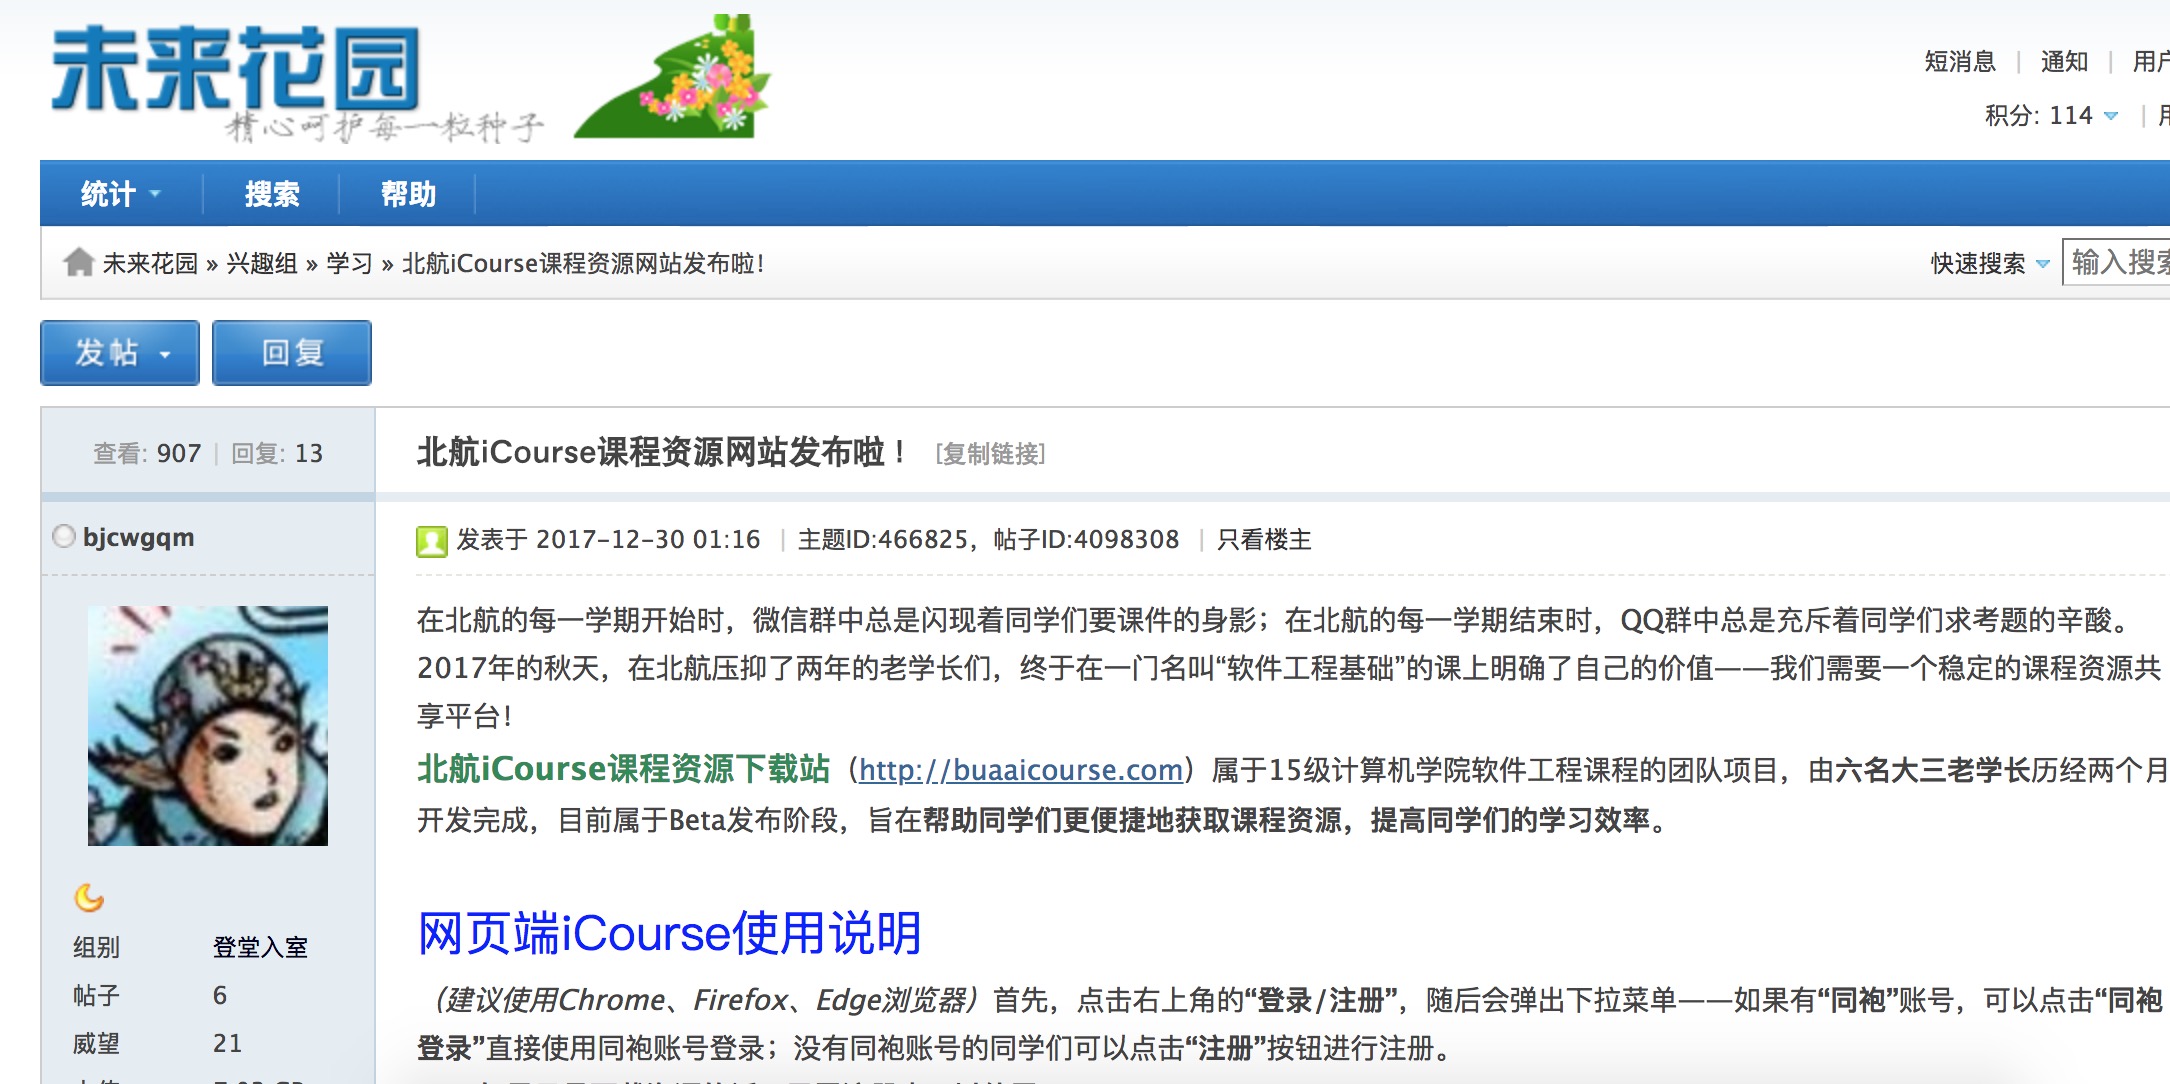 未来花园
精心呵护每一粒种子
短消息 | 通知 | 用户
积分: 114 |
统计 搜索 帮助
未来花园 » 兴趣组 » 学习 » 北航iCourse课程资源网站发布啦！
快速搜索 输入搜索
发帖 回复
查看: 907 | 回复: 13
北航iCourse课程资源网站发布啦！ [复制链接]
bjcwgqm
发表于 2017-12-30 01:16 | 主题ID:466825，帖子ID:4098308 | 只看楼主
在北航的每一学期开始时，微信群中总是闪现着同学们要课件的身影；在北航的每一学期结束时，QQ群中总是充斥着同学们求考题的辛酸。
2017年的秋天，在北航压抑了两年的老学长们，终于在一门名叫“软件工程基础”的课上明确了自己的价值——我们需要一个稳定的课程资源共
享平台！
北航iCourse课程资源下载站（http://buaaicourse.com）属于15级计算机学院软件工程课程的团队项目，由六名大三老学长历经两个月
开发完成，目前属于Beta发布阶段，旨在帮助同学们更便捷地获取课程资源，提高同学们的学习效率。
网页端iCourse使用说明
（建议使用Chrome、Firefox、Edge浏览器）首先，点击右上角的“登录/注册”，随后会弹出下拉菜单——如果有“同袍”账号，可以点击“同袍
登录”直接使用同袍账号登录；没有同袍账号的同学们可以点击“注册”按钮进行注册。
组别 登堂入室
帖子 6
威望 21